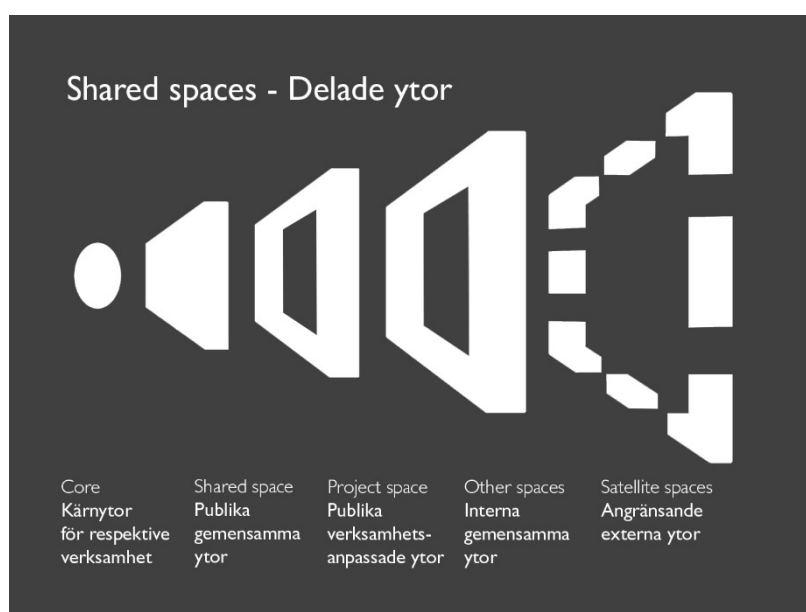 Shared spaces - Delade ytor
Core
Kärnytor
för respektive
verksamhet
Shared space
Publika
gemensamma
ytor
Project space
Publika
verksamhets-
anpassade ytor
Other spaces
Interna
gemensamma
ytor
Satellite spaces
Angränsande
externa ytor